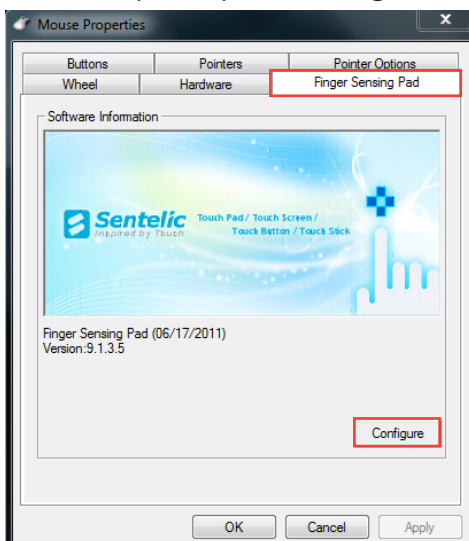 Mouse Properties
x
Buttons
Pointers
Pointer Options
Wheel
Hardware
Finger Sensing Pad
Software Information
Sentelic
Inspired by Touch
Touch Pad / Touch Screen /
Touch Button / Touch Stick
Finger Sensing Pad (06/17/2011)
Version:9.1.3.5
Configure
OK
Cancel
Apply